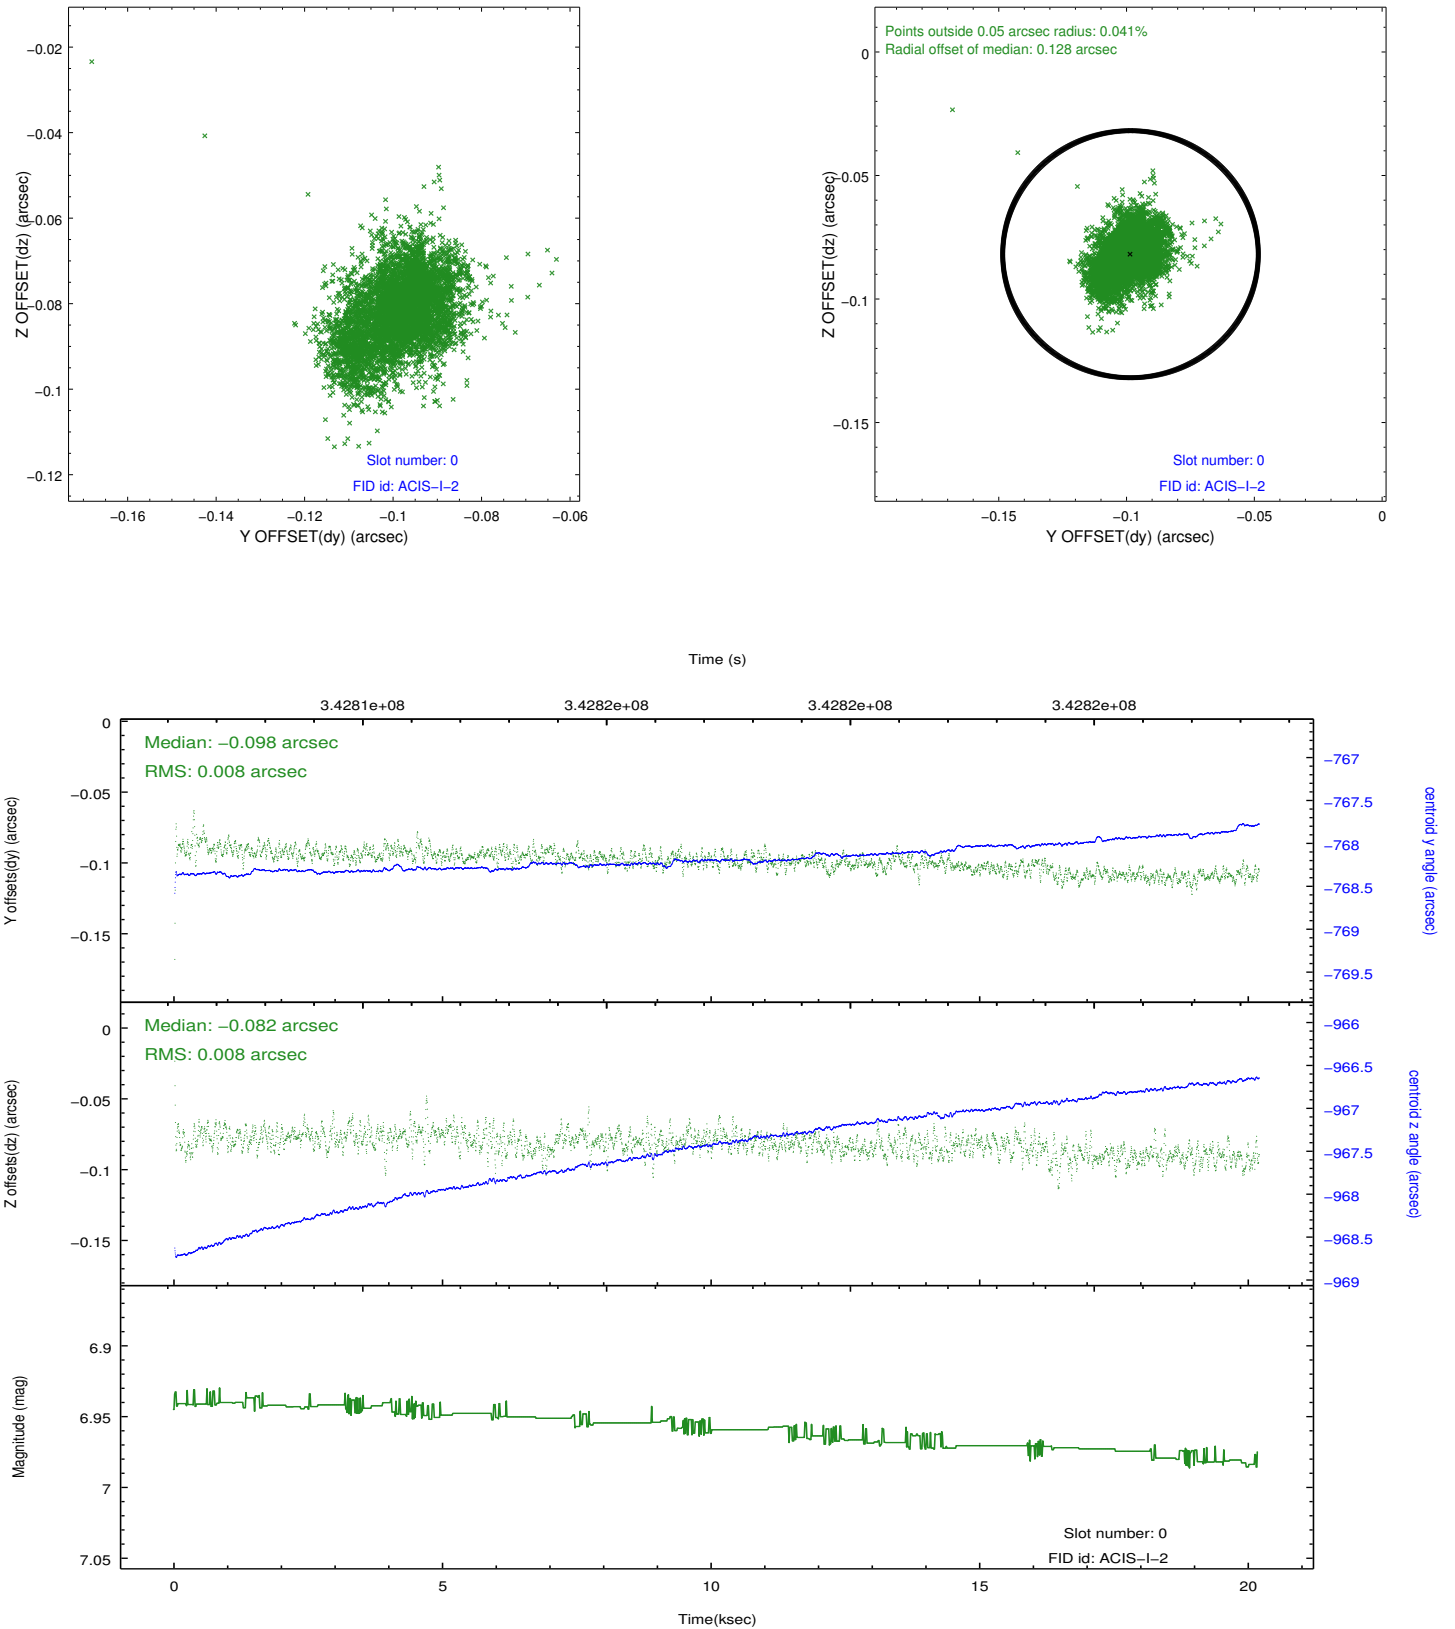 −0.02
−0.04
−0.06
−0.08
−0.1
−0.12
Z OFFSET(dz) (arcsec)
Slot number: 0
FID id: ACIS−I−2
−0.16
−0.14
−0.12
−0.1
−0.08
−0.06
Y OFFSET(dy) (arcsec)
Points outside 0.05 arcsec radius: 0.041%
Radial offset of median: 0.128 arcsec
0
−0.05
−0.1
−0.15
Z OFFSET(dz) (arcsec)
Slot number: 0
FID id: ACIS−I−2
−0.15
−0.1
−0.05
0
Y OFFSET(dy) (arcsec)
Time (s)
3.4281e+08
3.4282e+08
3.4282e+08
3.4282e+08
Median: −0.098 arcsec
RMS: 0.008 arcsec
0
−0.05
−0.1
−0.15
Y offsets(dy) (arcsec)
−767
−767.5
−768
−768.5
−769
−769.5
centroid y angle (arcsec)
Median: −0.082 arcsec
RMS: 0.008 arcsec
0
−0.05
−0.1
−0.15
Z offsets(dz) (arcsec)
−966
−966.5
−967
−967.5
−968
−968.5
−969
centroid z angle (arcsec)
6.9
6.95
7
7.05
Magnitude (mag)
Slot number: 0
FID id: ACIS−I−2
0
5
10
15
20
Time(ksec)